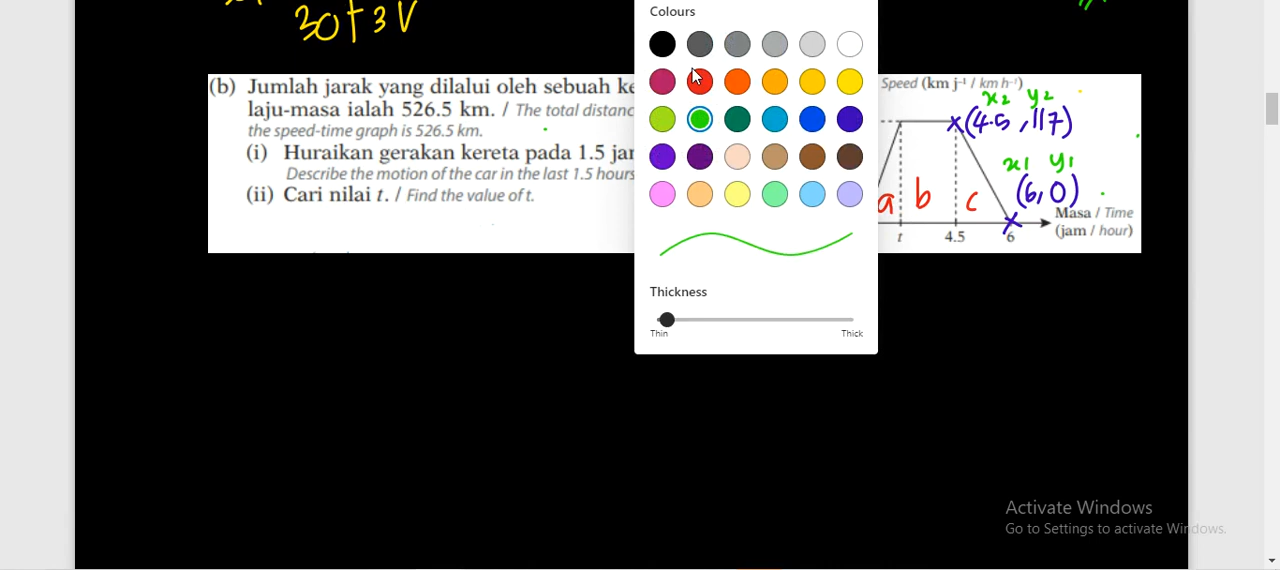 30+3V
Colours
(b) Jumlah jarak yang dilalui oleh sebuah ke
laju-masa ialah 526.5 km. / The total distanc
the speed-time graph is 526.5 km.
(i) Huraikan gerakan kereta pada 1.5 jar
Describe the motion of the car in the last 1.5 hours
(ii) Cari nilai t. / Find the value of t.
Speed (km j⁻¹ / km h⁻¹)
x2 y2
(4.5, 117)
x1 y1
(6, 0)
a b c
Masa / Time
(jam / hour)
t 4.5 6
Thickness
Thin Thick
Activate Windows
Go to Settings to activate Windows.